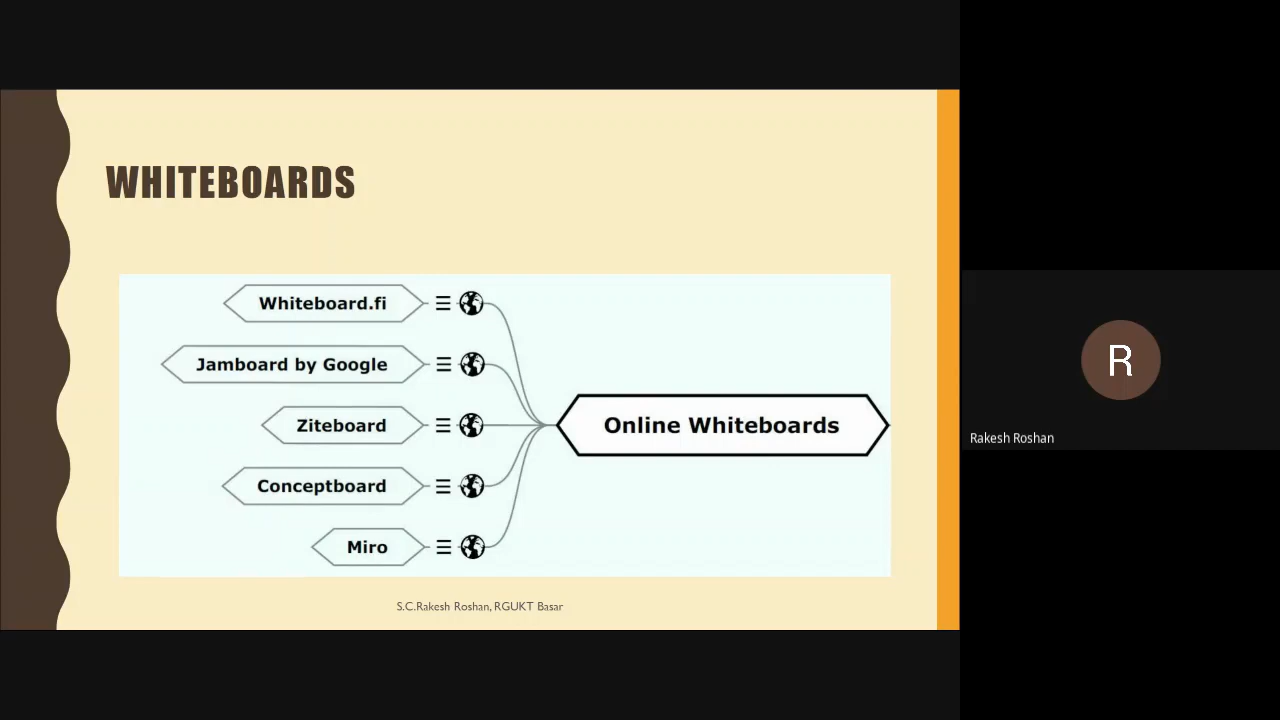 WHITEBOARDS
Whiteboard.fi
Jamboard by Google
Ziteboard
Conceptboard
Miro
Online Whiteboards
S.C.Rakesh Roshan, RGUKT Basar
R
Rakesh Roshan